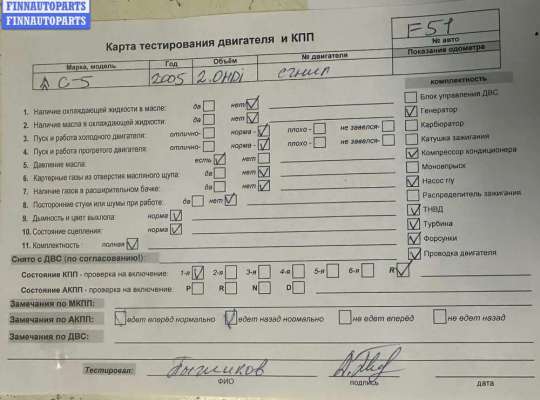 FINNAUTOPARTS
FINNAUTOPARTS
Карта тестирования двигателя и КПП
F51
№ авто
Показание одометра
Марка, модель Год Объём № двигателя
C-5 2005 2.0HDi сгнил
комплектность
1. Наличие охлаждающей жидкости в масле: да нет
2. Наличие масла в охлаждающей жидкости: да нет
3. Пуск и работа холодного двигателя: отлично- норма - плохо - не завелся-
4. Пуск и работа прогретого двигателя: отлично- норма - плохо - не завелся-
5. Давление масла: есть нет
6. Картерные газы из отверстия масляного щупа: да нет
7. Наличие газов в расширительном бачке: да нет
8. Посторонние стуки или шумы при работе: да нет
9. Дымность и цвет выхлопа: норма
10. Состояние сцепления: норма
11. Комплектность: полная
Блок управления ДВС
Генератор
Карбюратор
Катушка зажигания
Компрессор кондиционера
Моновпрыск
Насос г/у
Распределитель зажигания
ТНВД
Турбина
Форсунки
Проводка двигателя
Снято с ДВС (по согласованию!):
Состояние КПП - проверка на включение: 1-я 2-я 3-я 4-я 5-я 6-я R
Состояние АКПП - проверка на включение: P R N D
Замечания по МКПП:
Замечания по АКПП: едет вперёд нормально едет назад нормально не едет вперёд не едет назад
Замечания по ДВС:
Тестировал:
ФИО подпись дата